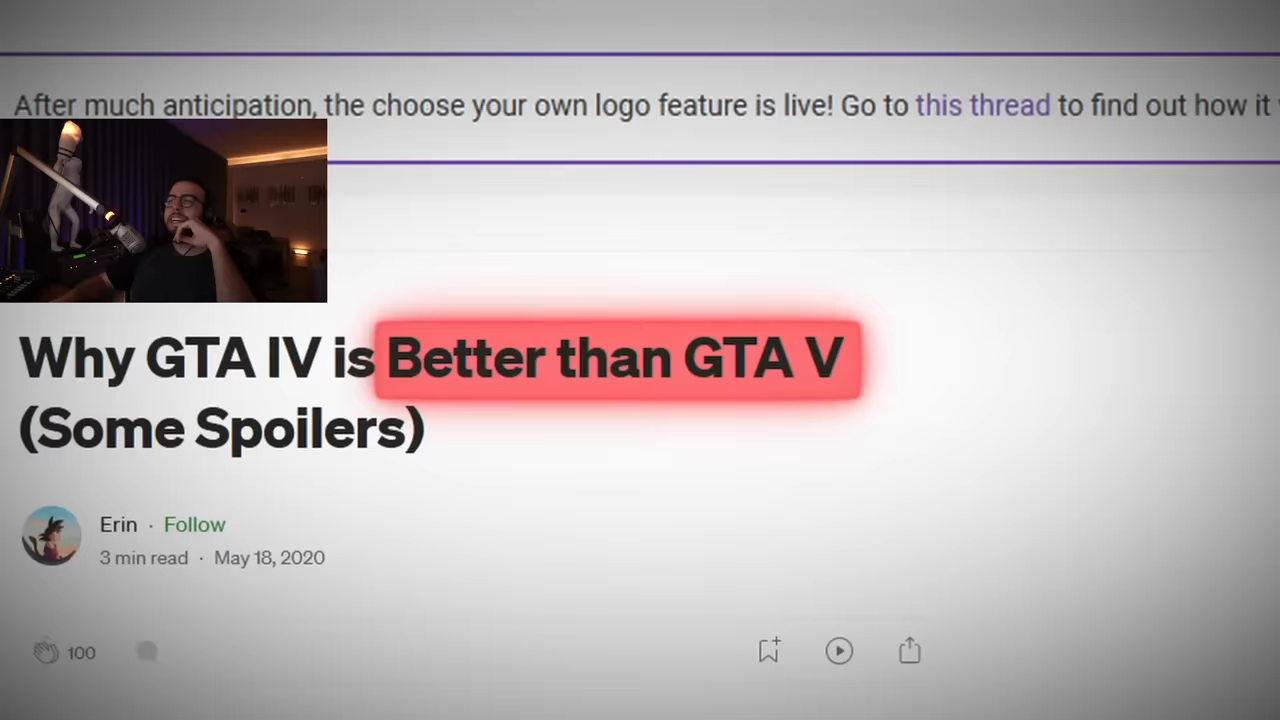 After much anticipation, the choose your own logo feature is live! Go to this thread to find out how it
Why GTA IV is Better than GTA V
(Some Spoilers)
Erin · Follow
3 min read · May 18, 2020
100